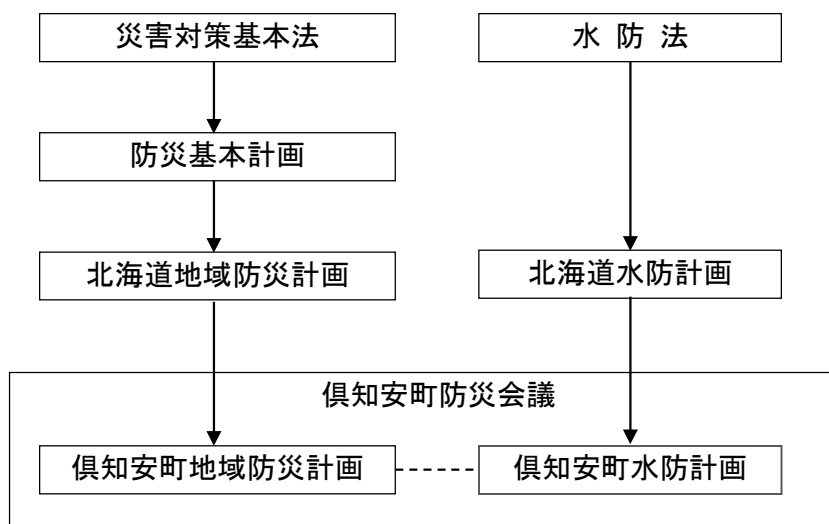 災害対策基本法
水防法
防災基本計画
北海道地域防災計画
北海道水防計画
倶知安町防災会議
倶知安町地域防災計画
倶知安町水防計画